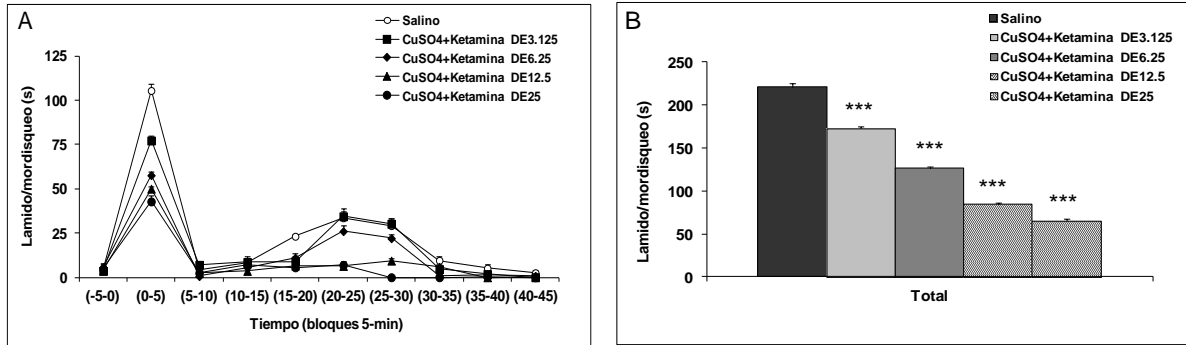 A
Salino
CuSO4+Ketamina DE3.125
CuSO4+Ketamina DE6.25
CuSO4+Ketamina DE12.5
CuSO4+Ketamina DE25
Lamido/mordisqueo (s)
125
100
75
50
25
0
(-5-0) (0-5) (5-10) (10-15) (15-20) (20-25) (25-30) (30-35) (35-40) (40-45)
Tiempo (bloques 5-min)
B
Salino
CuSO4+Ketamina DE3.125
CuSO4+Ketamina DE6.25
CuSO4+Ketamina DE12.5
CuSO4+Ketamina DE25
Lamido/mordisqueo (s)
250
200
150
100
50
0
***
***
***
***
Total